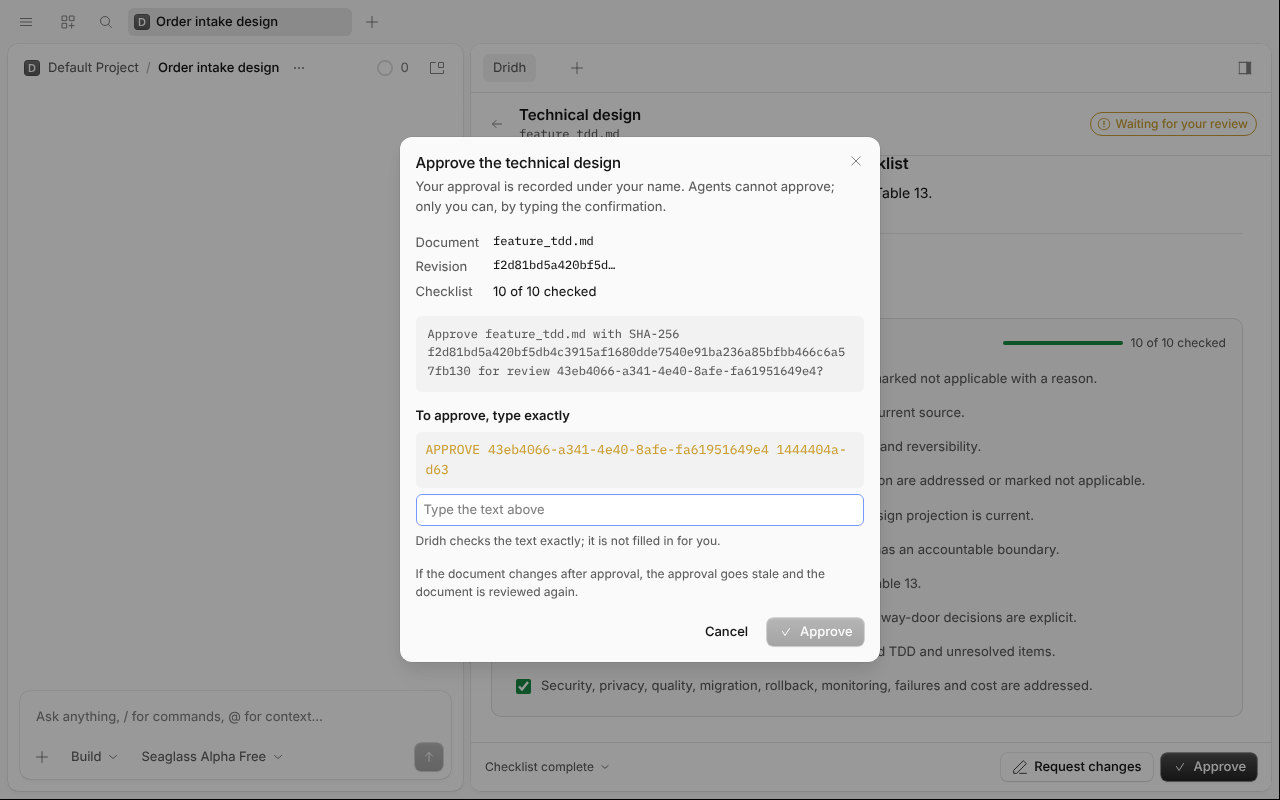 Order intake design
D Default Project / Order intake design ... 0
Dridh
Technical design
feature_tdd.md
Waiting for your review
Table 13.
Approve the technical design
Your approval is recorded under your name. Agents cannot approve;
only you can, by typing the confirmation.
Document feature_tdd.md
Revision f2d81bd5a420bf5d…
Checklist 10 of 10 checked
Approve feature_tdd.md with SHA-256
f2d81bd5a420bf5db4c3915af1680dde7540e91ba236a85bfbb466c6a5
7fb130 for review 43eb4066-a341-4e40-8afe-fa61951649e4?
To approve, type exactly
APPROVE 43eb4066-a341-4e40-8afe-fa61951649e4 1444404a-
d63
Type the text above
Dridh checks the text exactly; it is not filled in for you.
If the document changes after approval, the approval goes stale and the
document is reviewed again.
Cancel Approve
10 of 10 checked
marked not applicable with a reason.
current source.
and reversibility.
on are addressed or marked not applicable.
sign projection is current.
has an accountable boundary.
able 13.
way-door decisions are explicit.
d TDD and unresolved items.
Security, privacy, quality, migration, rollback, monitoring, failures and cost are addressed.
Ask anything, / for commands, @ for context...
Build Seaglass Alpha Free
Checklist complete
Request changes
Approve